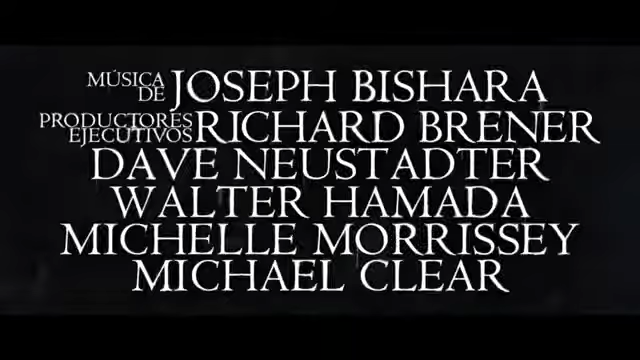 MÚSICA DE JOSEPH BISHARA
PRODUCTORES EJECUTIVOS RICHARD BRENER
DAVE NEUSTADTER
WALTER HAMADA
MICHELLE MORRISSEY
MICHAEL CLEAR